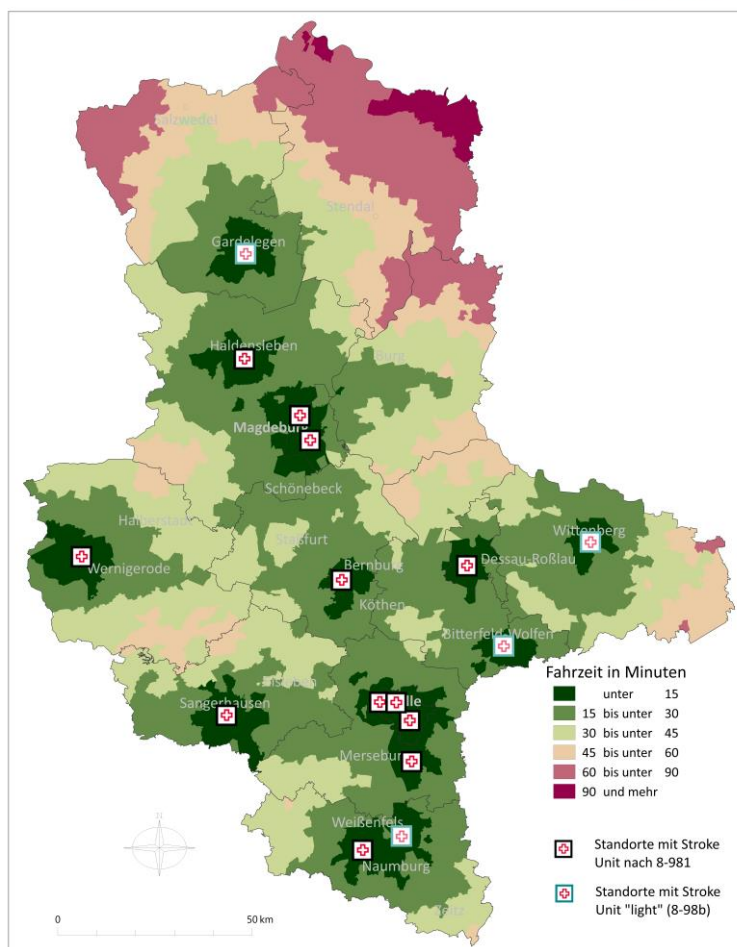 Salzwedel
Stendal
Gardelegen
Haldensleben
Burg
Magdeburg
Schönebeck
Halberstadt
Staßfurt
Wittenberg
Wernigerode
Bernburg
Dessau-Roßlau
Köthen
Bitterfeld-Wolfen
Fahrzeit in Minuten
unter 15
15 bis unter 30
30 bis unter 45
45 bis unter 60
60 bis unter 90
90 und mehr
Eisleben
Sangerhausen
lle
Merseburg
Weißenfels
Naumburg
Zeitz
N
Standorte mit Stroke
Unit nach 8-981
Standorte mit Stroke
Unit "light" (8-98b)
0 50 km